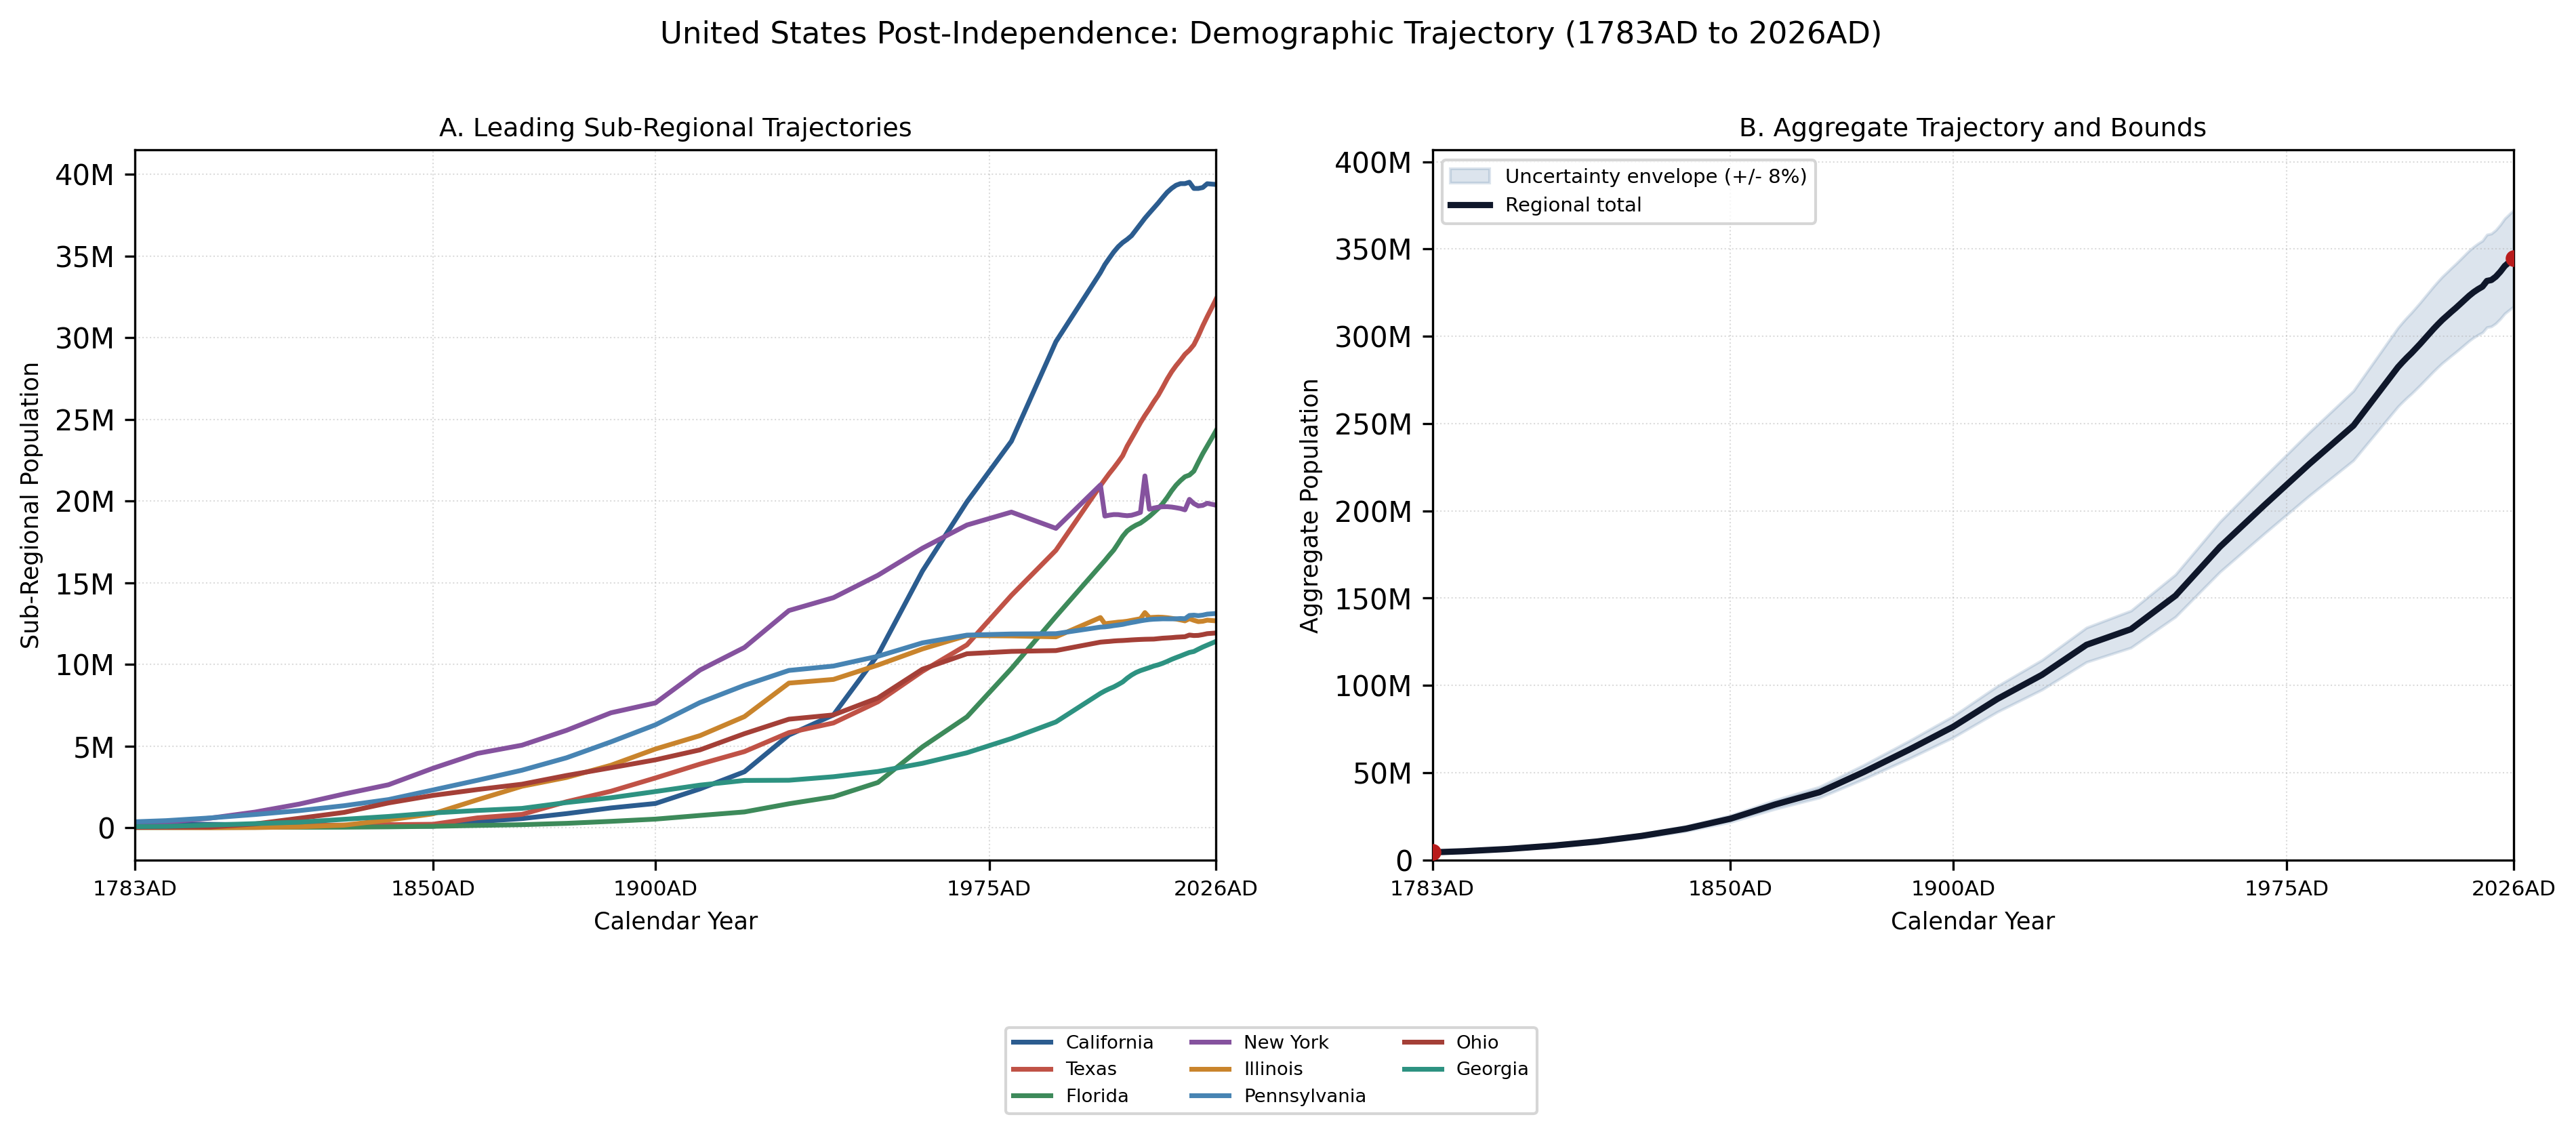 United States Post-Independence: Demographic Trajectory (1783AD to 2026AD)
A. Leading Sub-Regional Trajectories
Sub-Regional Population
40M
35M
30M
25M
20M
15M
10M
5M
0
1783AD 1850AD 1900AD 1975AD 2026AD
Calendar Year
B. Aggregate Trajectory and Bounds
Uncertainty envelope (+/- 8%)
Regional total
Aggregate Population
400M
350M
300M
250M
200M
150M
100M
50M
0
1783AD 1850AD 1900AD 1975AD 2026AD
Calendar Year
California
Texas
Florida
New York
Illinois
Pennsylvania
Ohio
Georgia